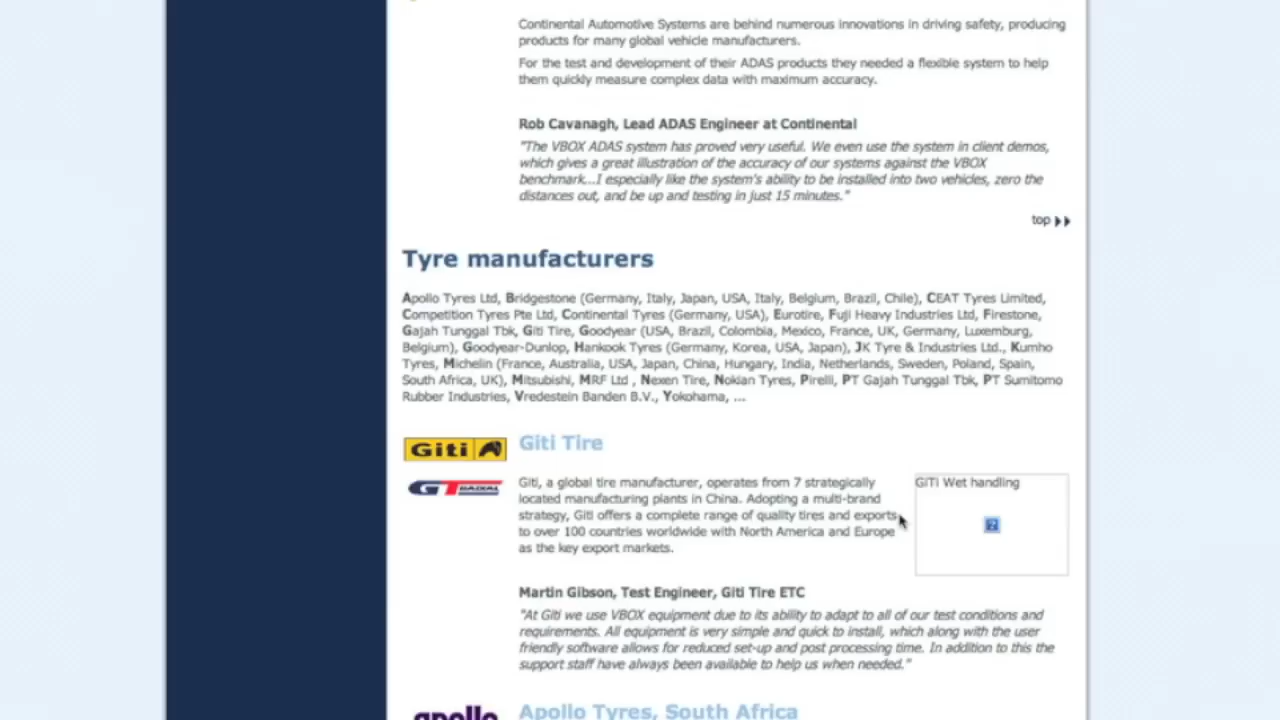 Continental Automotive Systems are behind numerous innovations in driving safety, producing
products for many global vehicle manufacturers.
For the test and development of their ADAS products they needed a flexible system to help
them quickly measure complex data with maximum accuracy.
Rob Cavanagh, Lead ADAS Engineer at Continental
"The VBOX ADAS system has proved very useful. We even use the system in client demos,
which gives a great illustration of the accuracy of our systems against the VBOX
benchmark...I especially like the system's ability to be installed into two vehicles, zero the
distances out, and be up and testing in just 15 minutes."
top
Tyre manufacturers
Apollo Tyres Ltd, Bridgestone (Germany, Italy, Japan, USA, Italy, Belgium, Brazil, Chile), CEAT Tyres Limited,
Competition Tyres Pte Ltd, Continental Tyres (Germany, USA), Eurotire, Fuji Heavy Industries Ltd, Firestone,
Gajah Tunggal Tbk, Giti Tire, Goodyear (USA, Brazil, Colombia, Mexico, France, UK, Germany, Luxemburg,
Belgium), Goodyear-Dunlop, Hankook Tyres (Germany, Korea, USA, Japan), JK Tyre & Industries Ltd., Kumho
Tyres, Michelin (France, Australia, USA, Japan, China, Hungary, India, Netherlands, Sweden, Poland, Spain,
South Africa, UK), Mitsubishi, MRF Ltd , Nexen Tire, Nokian Tyres, Pirelli, PT Gajah Tunggal Tbk, PT Sumitomo
Rubber Industries, Vredestein Banden B.V., Yokohama, ...
Giti
Giti Tire
GT RADIAL
Giti, a global tire manufacturer, operates from 7 strategically
located manufacturing plants in China. Adopting a multi-brand
strategy, Giti offers a complete range of quality tires and exports
to over 100 countries worldwide with North America and Europe
as the key export markets.
GITI Wet handling
Martin Gibson, Test Engineer, Giti Tire ETC
"At Giti we use VBOX equipment due to its ability to adapt to all of our test conditions and
requirements. All equipment is very simple and quick to install, which along with the user
friendly software allows for reduced set-up and post processing time. In addition to this the
support staff have always been available to help us when needed."
apollo
Apollo Tyres, South Africa